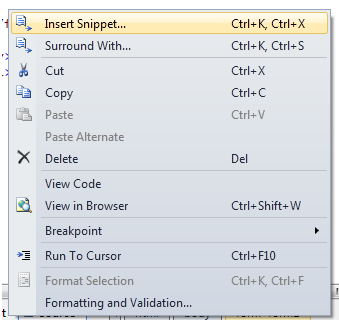 Insert Snippet... Ctrl+K, Ctrl+X
Surround With... Ctrl+K, Ctrl+S
Cut Ctrl+X
Copy Ctrl+C
Paste Ctrl+V
Paste Alternate
Delete Del
View Code
View in Browser Ctrl+Shift+W
Breakpoint
Run To Cursor Ctrl+F10
Format Selection Ctrl+K, Ctrl+F
Formatting and Validation...